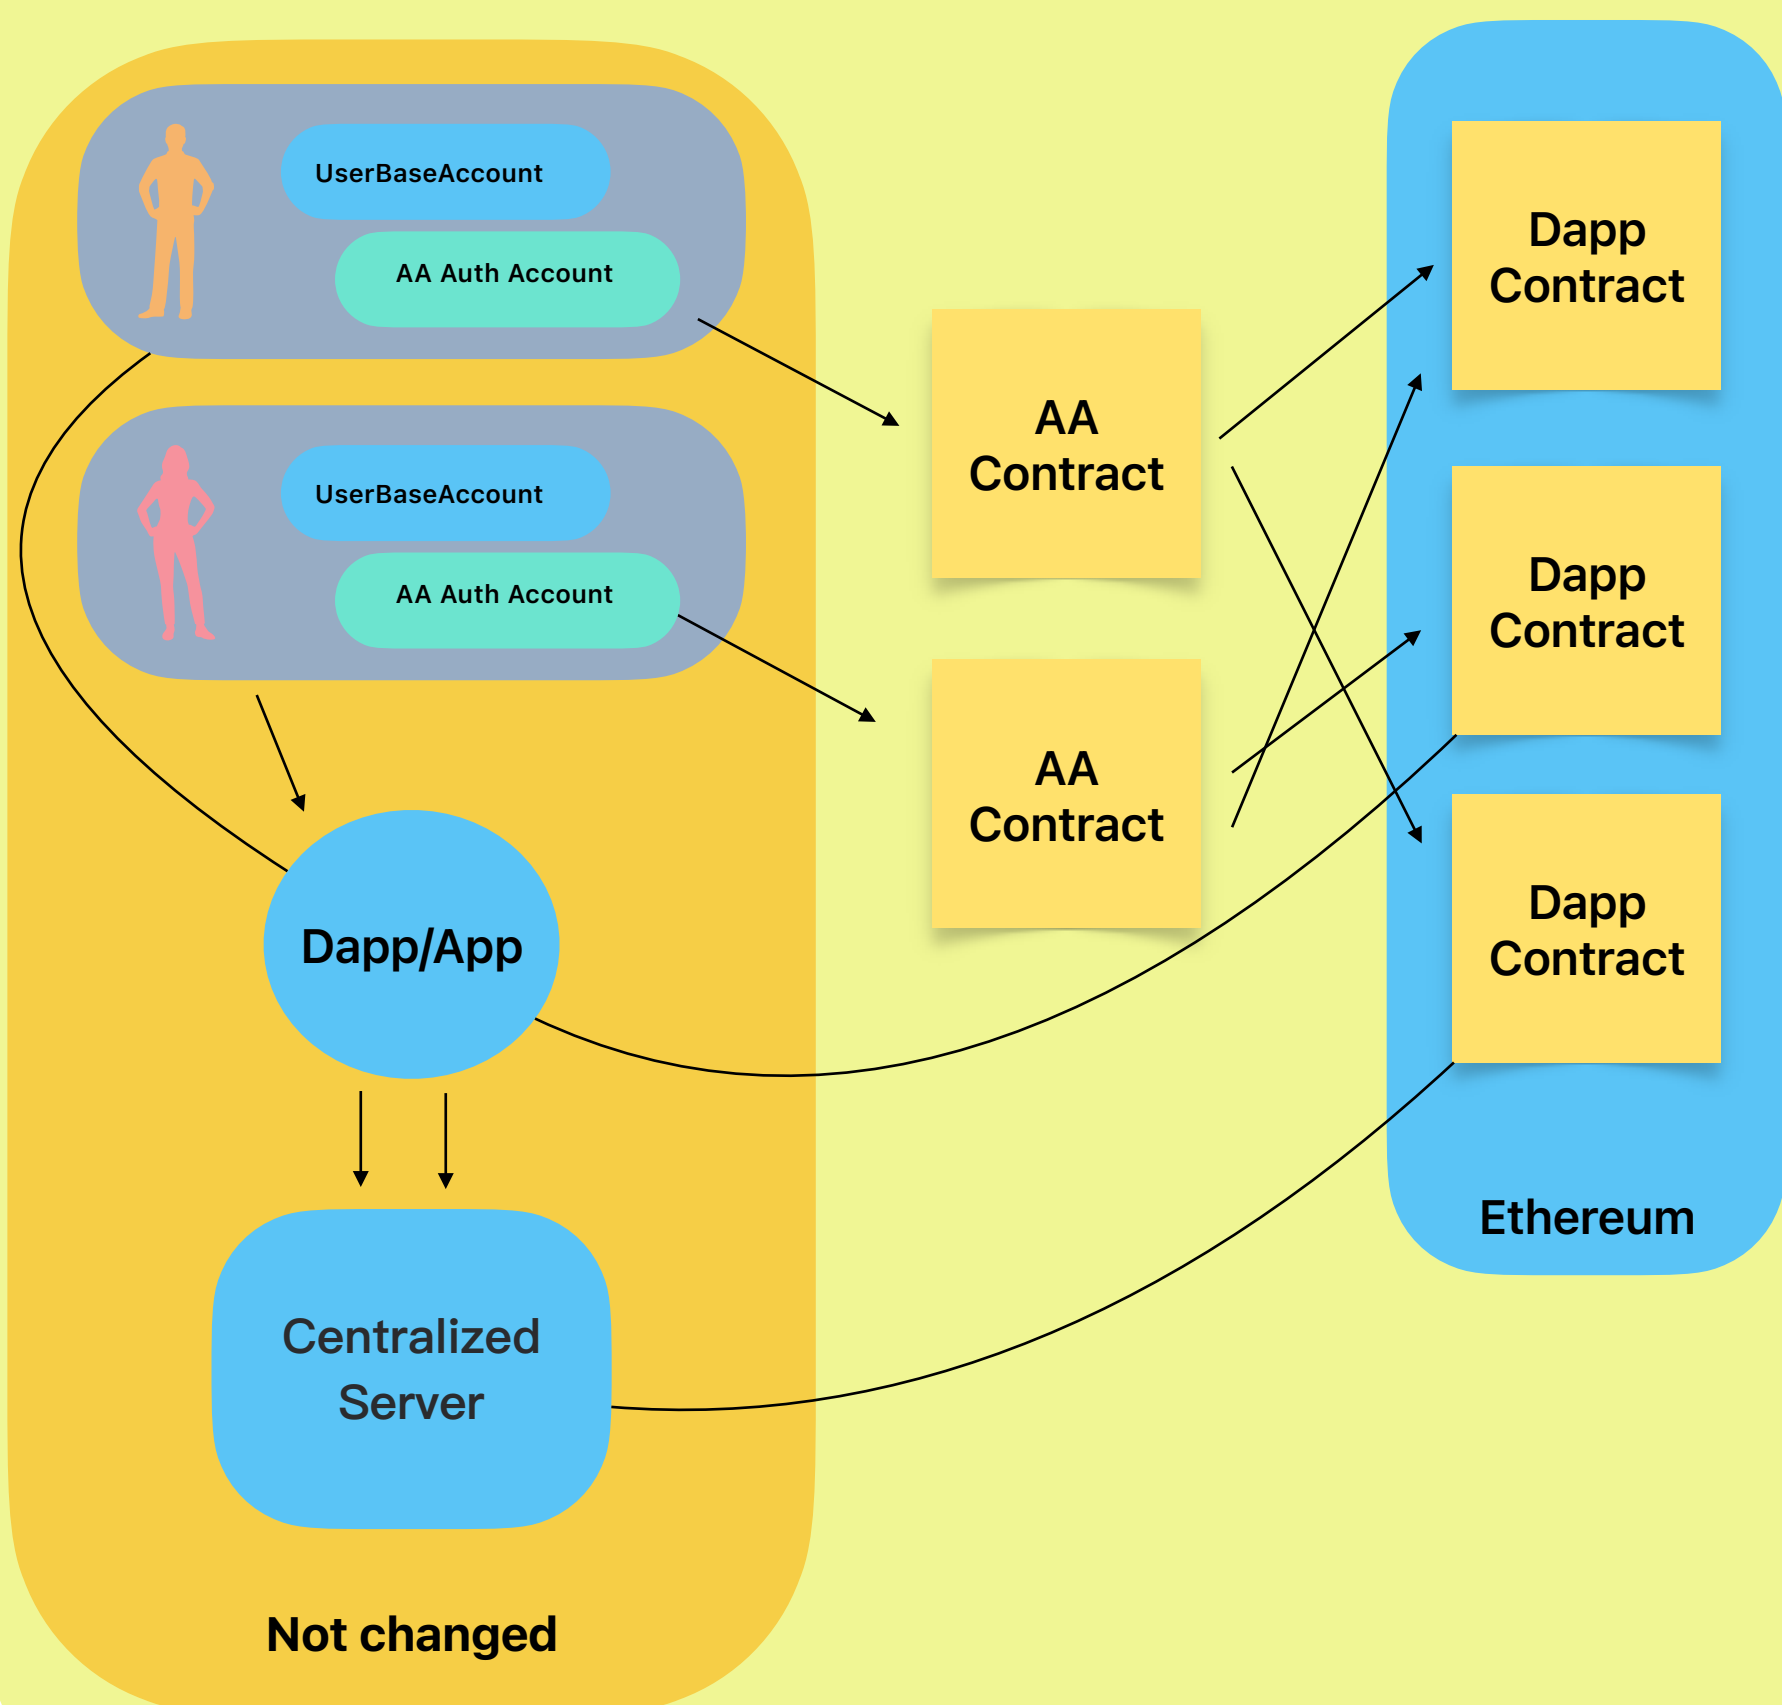 UserBaseAccount
AA Auth Account
UserBaseAccount
AA Auth Account
Dapp/App
Centralized
Server
Not changed
AA
Contract
AA
Contract
Dapp
Contract
Dapp
Contract
Dapp
Contract
Ethereum